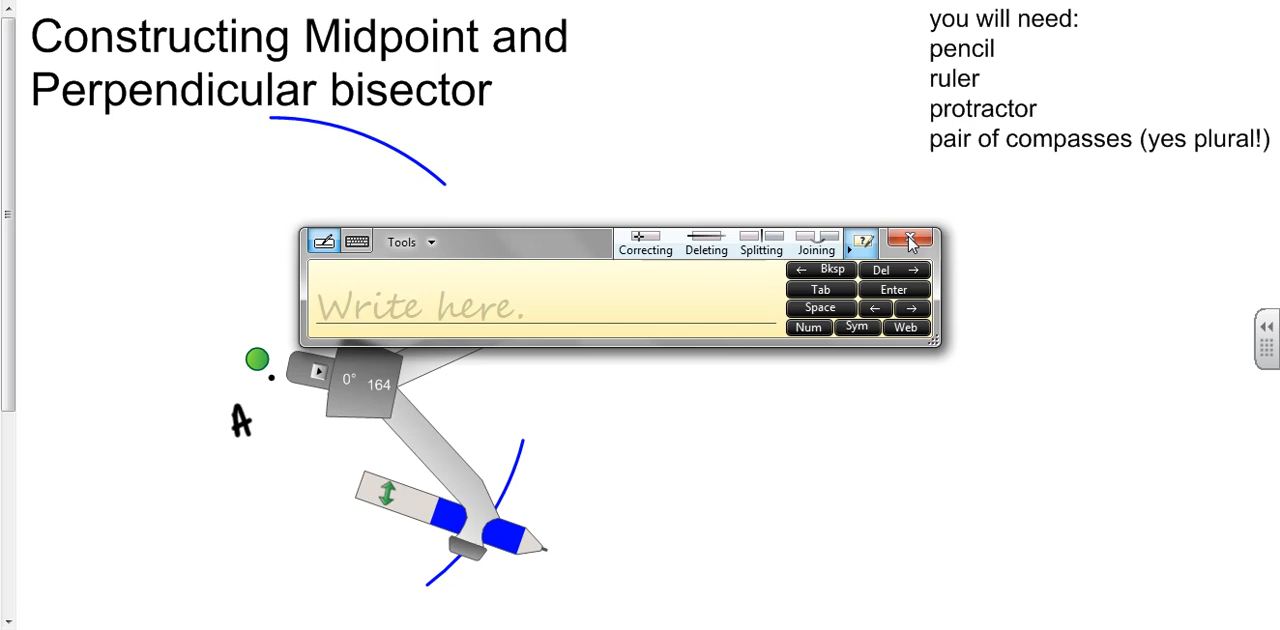 Constructing Midpoint and
Perpendicular bisector
you will need:
pencil
ruler
protractor
pair of compasses (yes plural!)
Tools
Correcting Deleting Splitting Joining
Write here.
← Bksp Del →
Tab Enter
Space ← →
Num Sym Web
0° 164
A